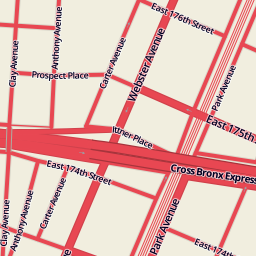 East 176th Street
Anthony Avenue
Clay Avenue
Carter Avenue
Webster Avenue
Prospect Place
Park Avenue
East 175th
Ittner Place
Cross Bronx Express
East 174th Street
Clay Avenue
Anthony Avenue
Carter Avenue
Park Avenue
East 174th